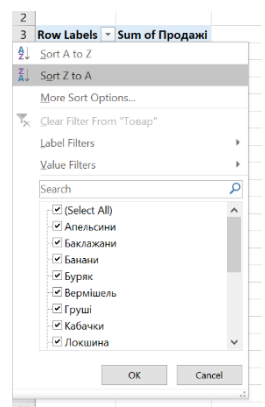 2
3 Row Labels Sum of Продажі
Sort A to Z
Sort Z to A
More Sort Options...
Clear Filter From "Товар"
Label Filters
Value Filters
Search
(Select All)
Апельсини
Баклажани
Банани
Буряк
Вермішель
Груші
Кабачки
Локшина
OK Cancel